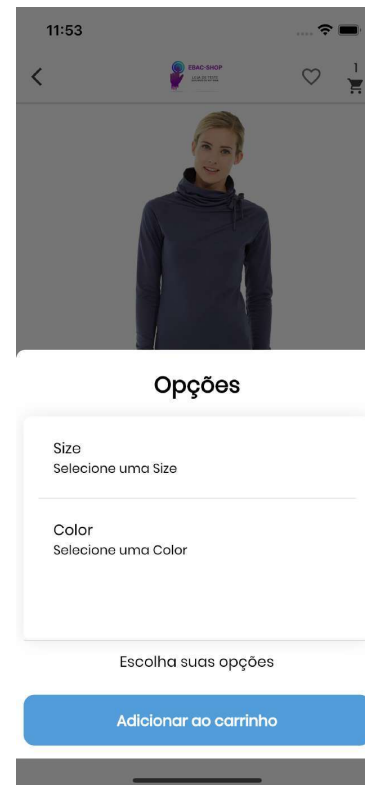 11:53
EBAC-SHOP
1
Opções
Size
Selecione uma Size
Color
Selecione uma Color
Escolha suas opções
Adicionar ao carrinho